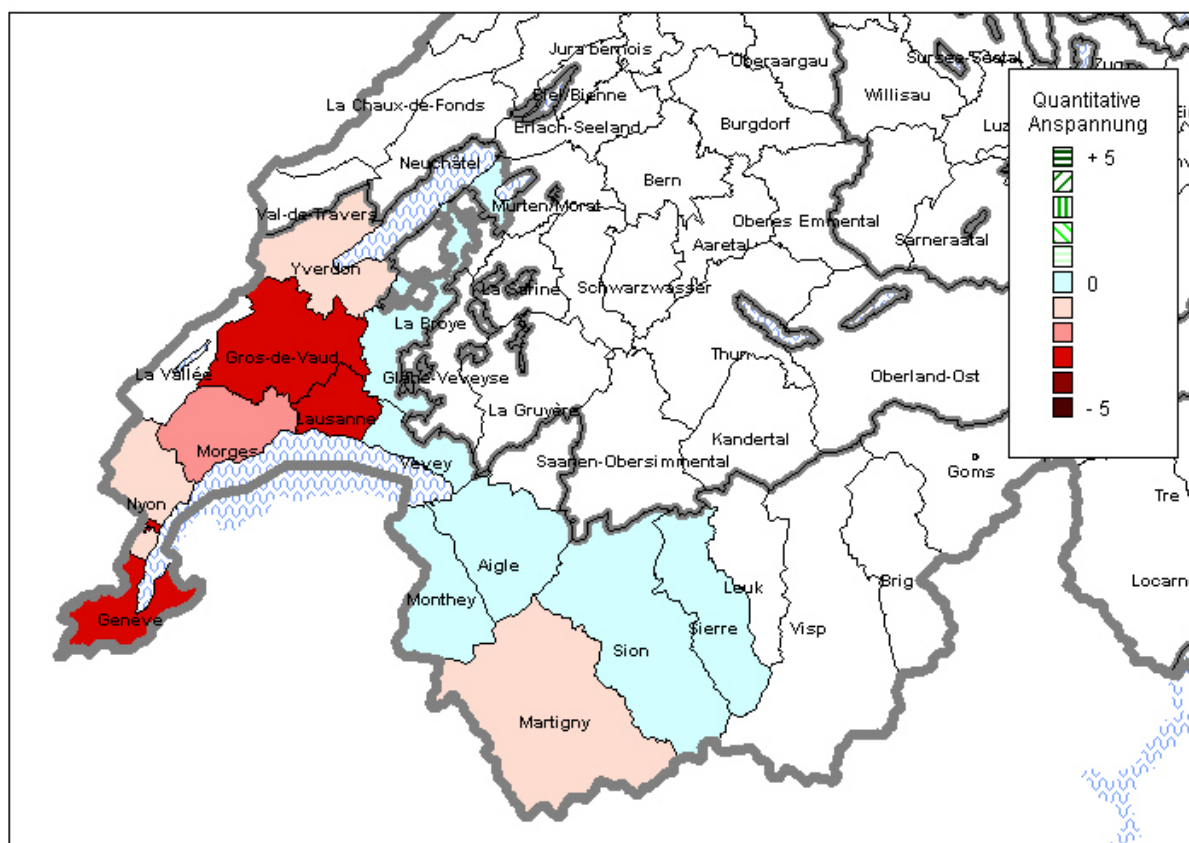 Jura bernois
Oberaargau
Sursee-Seetal
Zug
La Chaux-de-Fonds
Biel/Bienne
Willisau
Erlach-Seeland
Burgdorf
Luz
Ei
Neuchâtel
Bern
Val-de-Travers
Murten/Morat
Oberes Emmental
Sarneraatal
Aaretal
Yverdon
La Sarine
Schwarzwasser
La Broye
Gros-de-Vaud
Thun
La Vallée
Glâne-Veveyse
Oberland-Ost
La Gruyère
Lausanne
Kandertal
Morges
Vevey
Saanen-Obersimmental
Goms
Tre
Nyon
Aigle
Leuk
Brig
Locarn
Monthey
Genève
Sierre
Visp
Sion
Martigny
Quantitative
Anspannung
+ 5
0
- 5